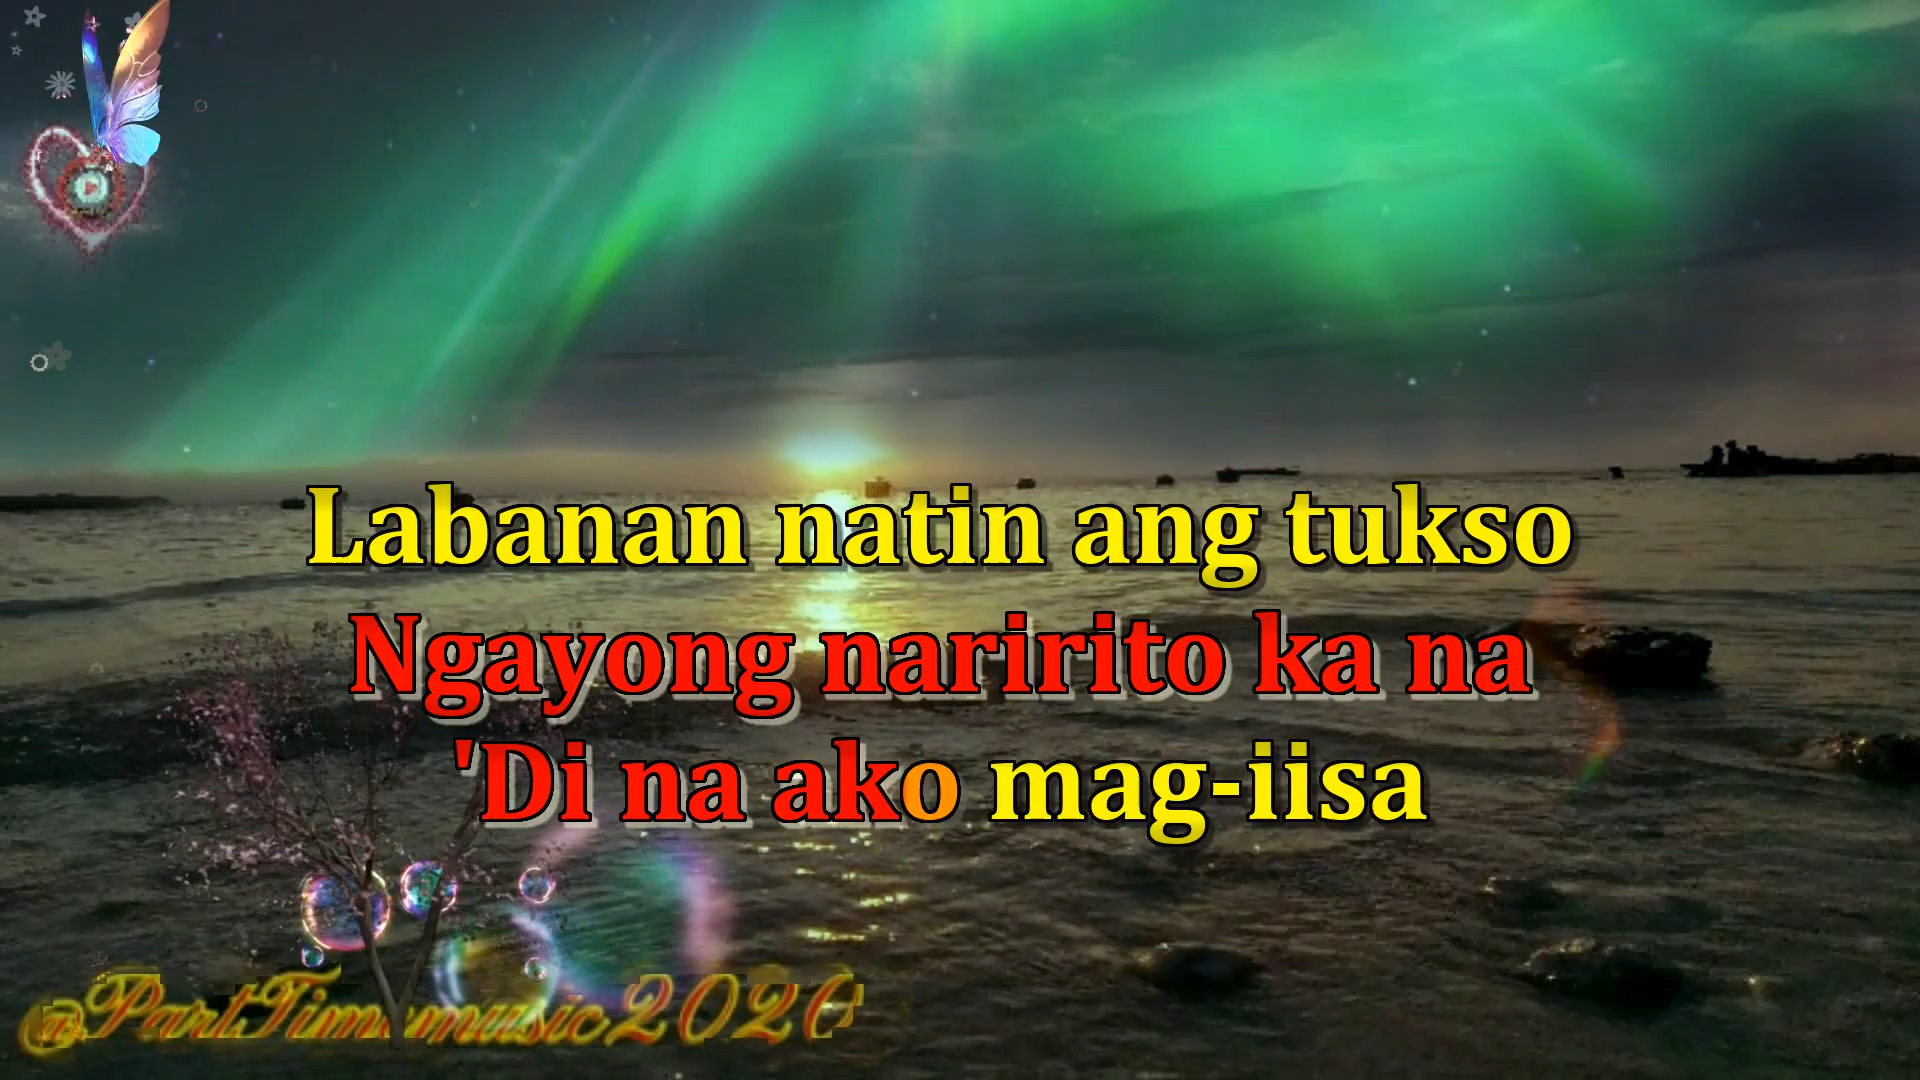 Labanan natin ang tukso
Ngayong naririto ka na
'Di na ako mag-iisa
@PartTimemusic2020